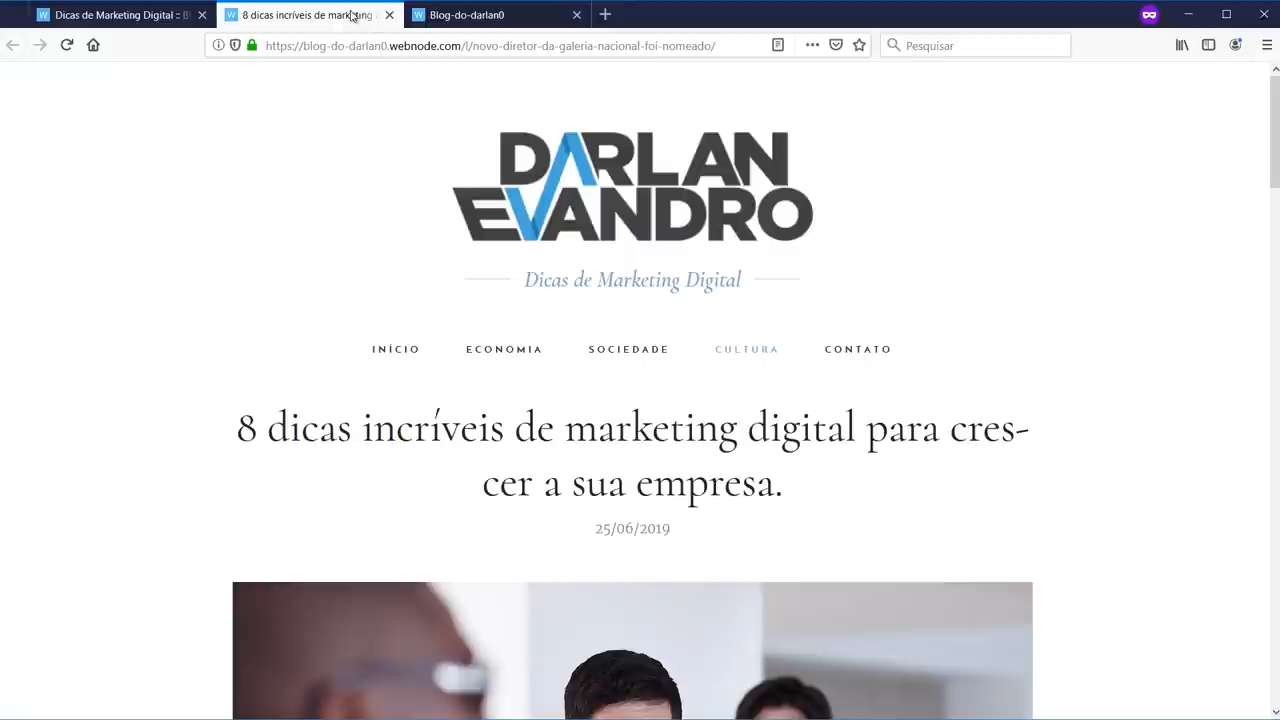 Dicas de Marketing Digital ::
8 dicas incríveis de marketing
Blog-do-darlan0
https://blog-do-darlan0.webnode.com/l/novo-diretor-da-galeria-nacional-foi-nomeado/
Pesquisar
DARLAN
EVANDRO
Dicas de Marketing Digital
INÍCIO ECONOMIA SOCIEDADE CULTURA CONTATO
8 dicas incríveis de marketing digital para cres-
cer a sua empresa.
25/06/2019